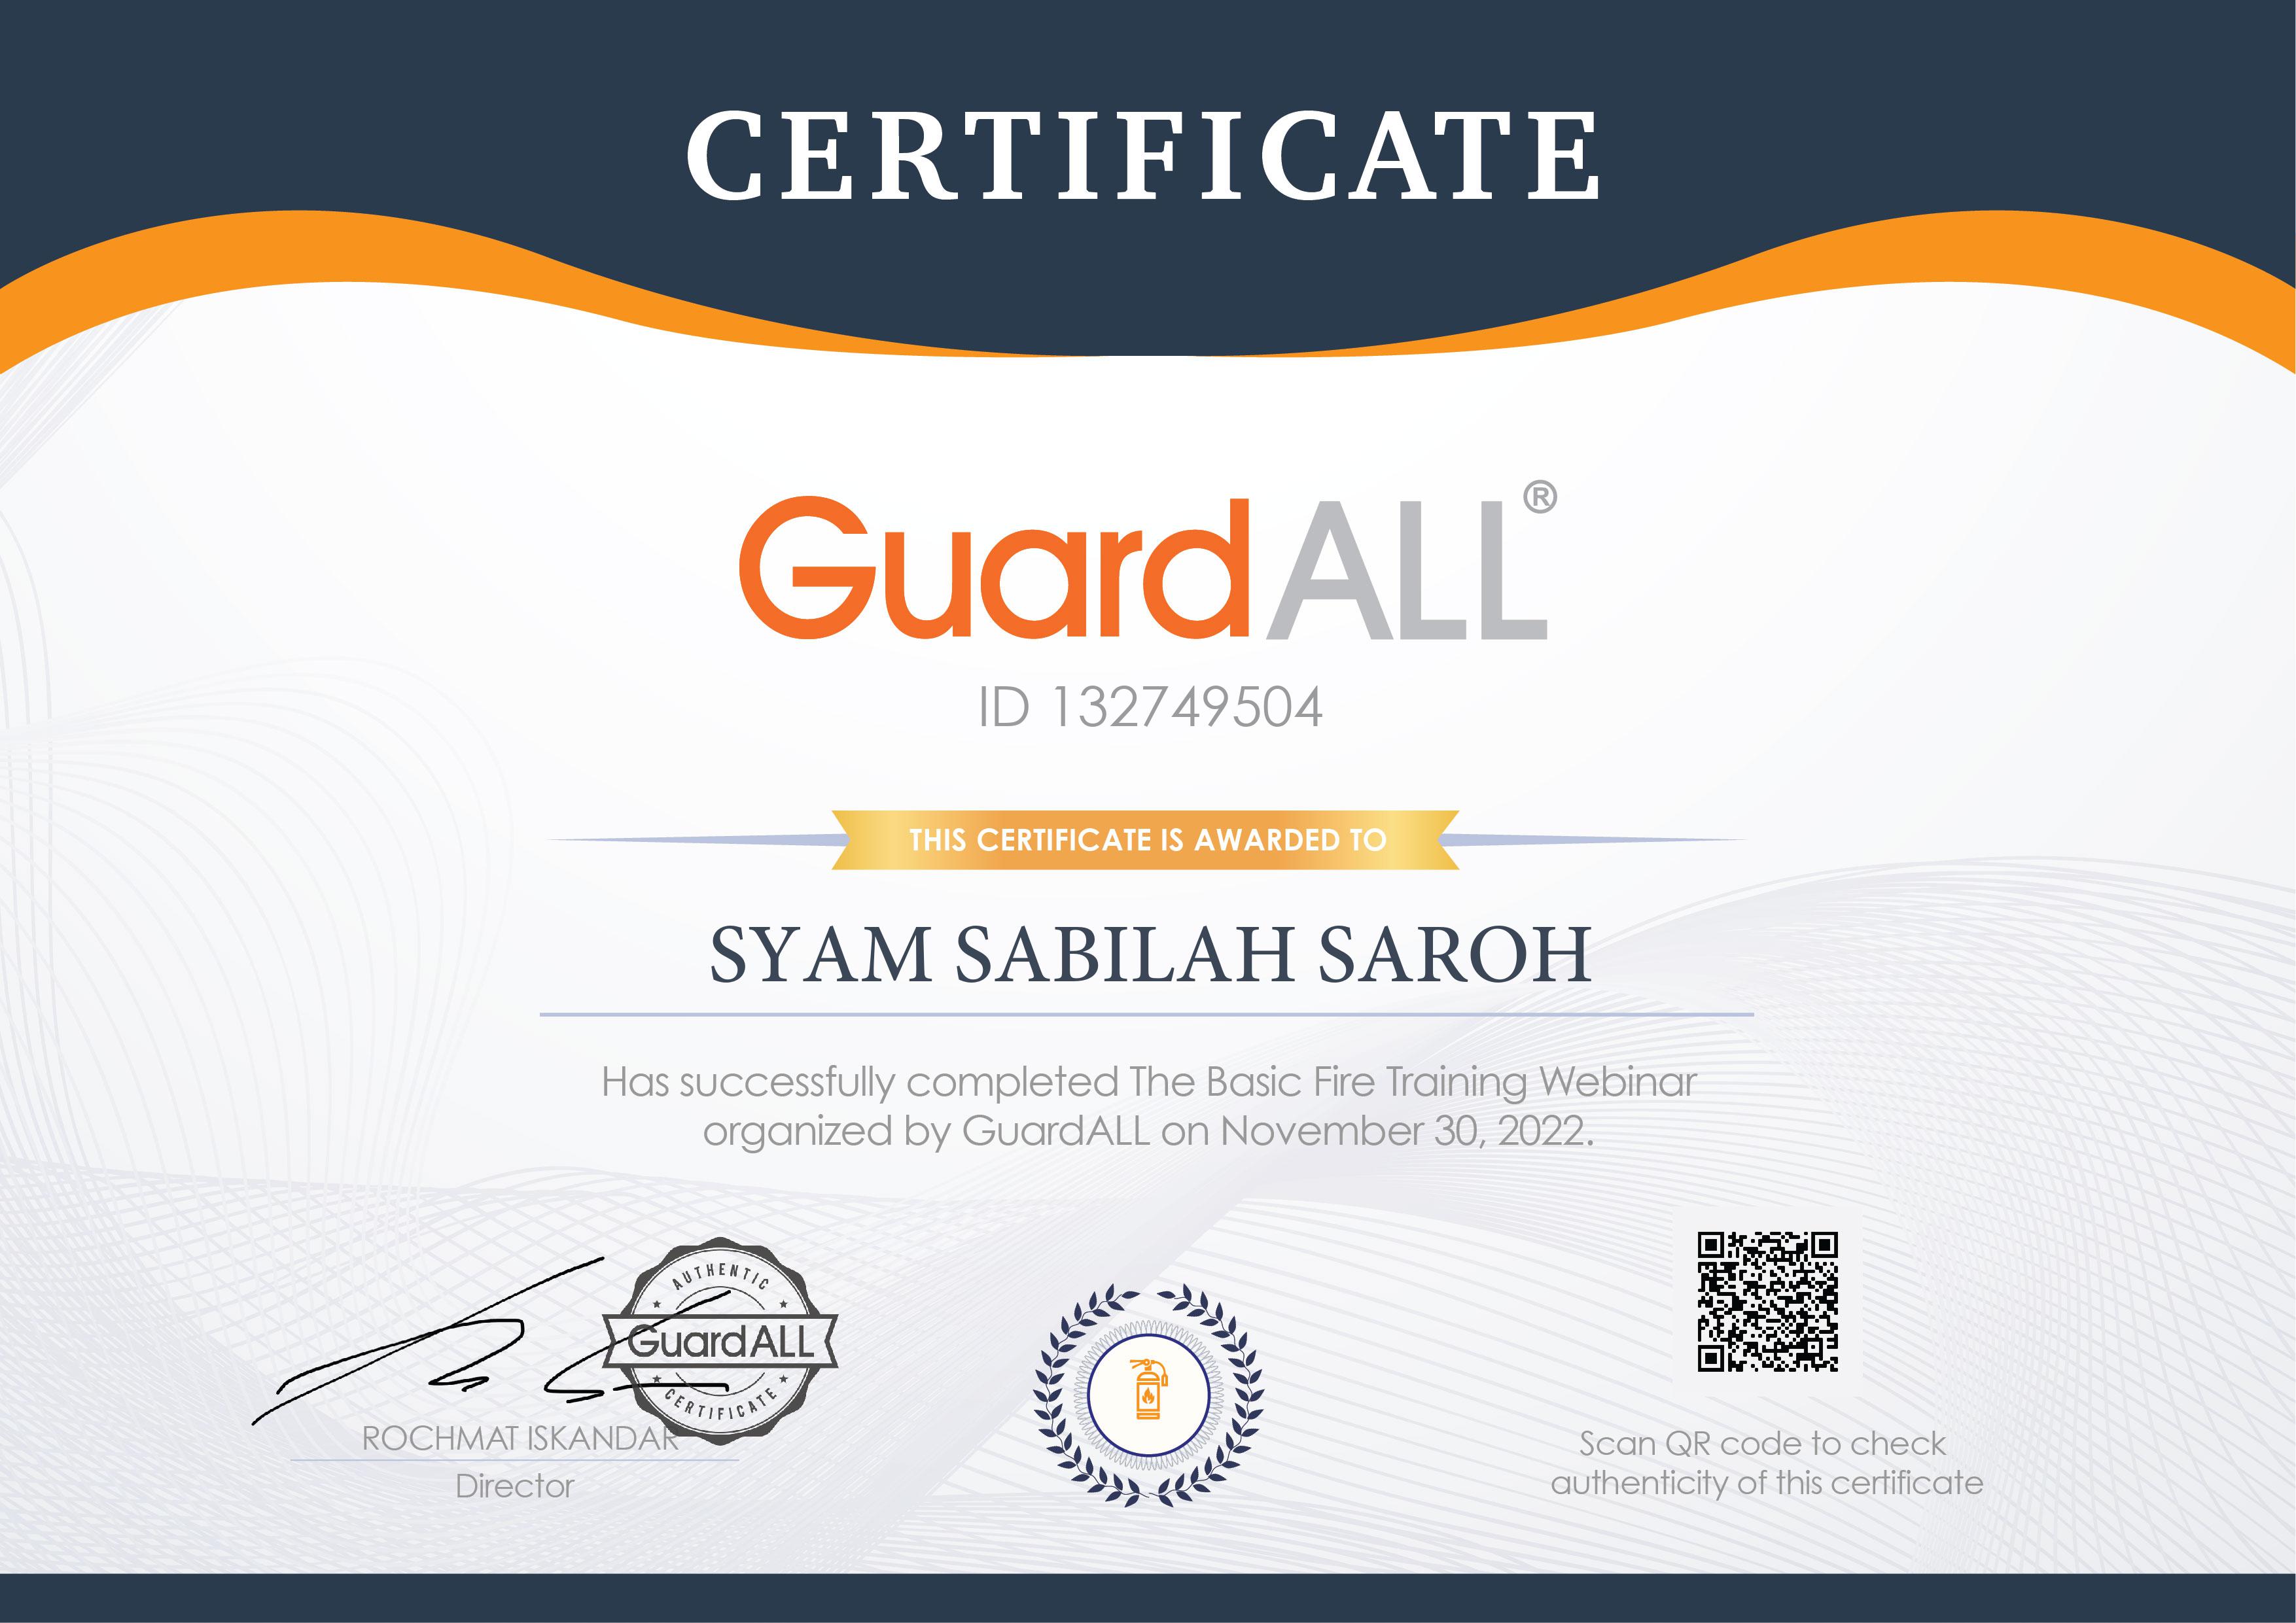 CERTIFICATE
GuardALL®
ID 132749504
THIS CERTIFICATE IS AWARDED TO
SYAM SABILAH SAROH
Has successfully completed The Basic Fire Training Webinar
organized by GuardALL on November 30, 2022.
AUTHENTIC
GuardALL
CERTIFICATE
ROCHMAT ISKANDAR
Director
Scan QR code to check
authenticity of this certificate